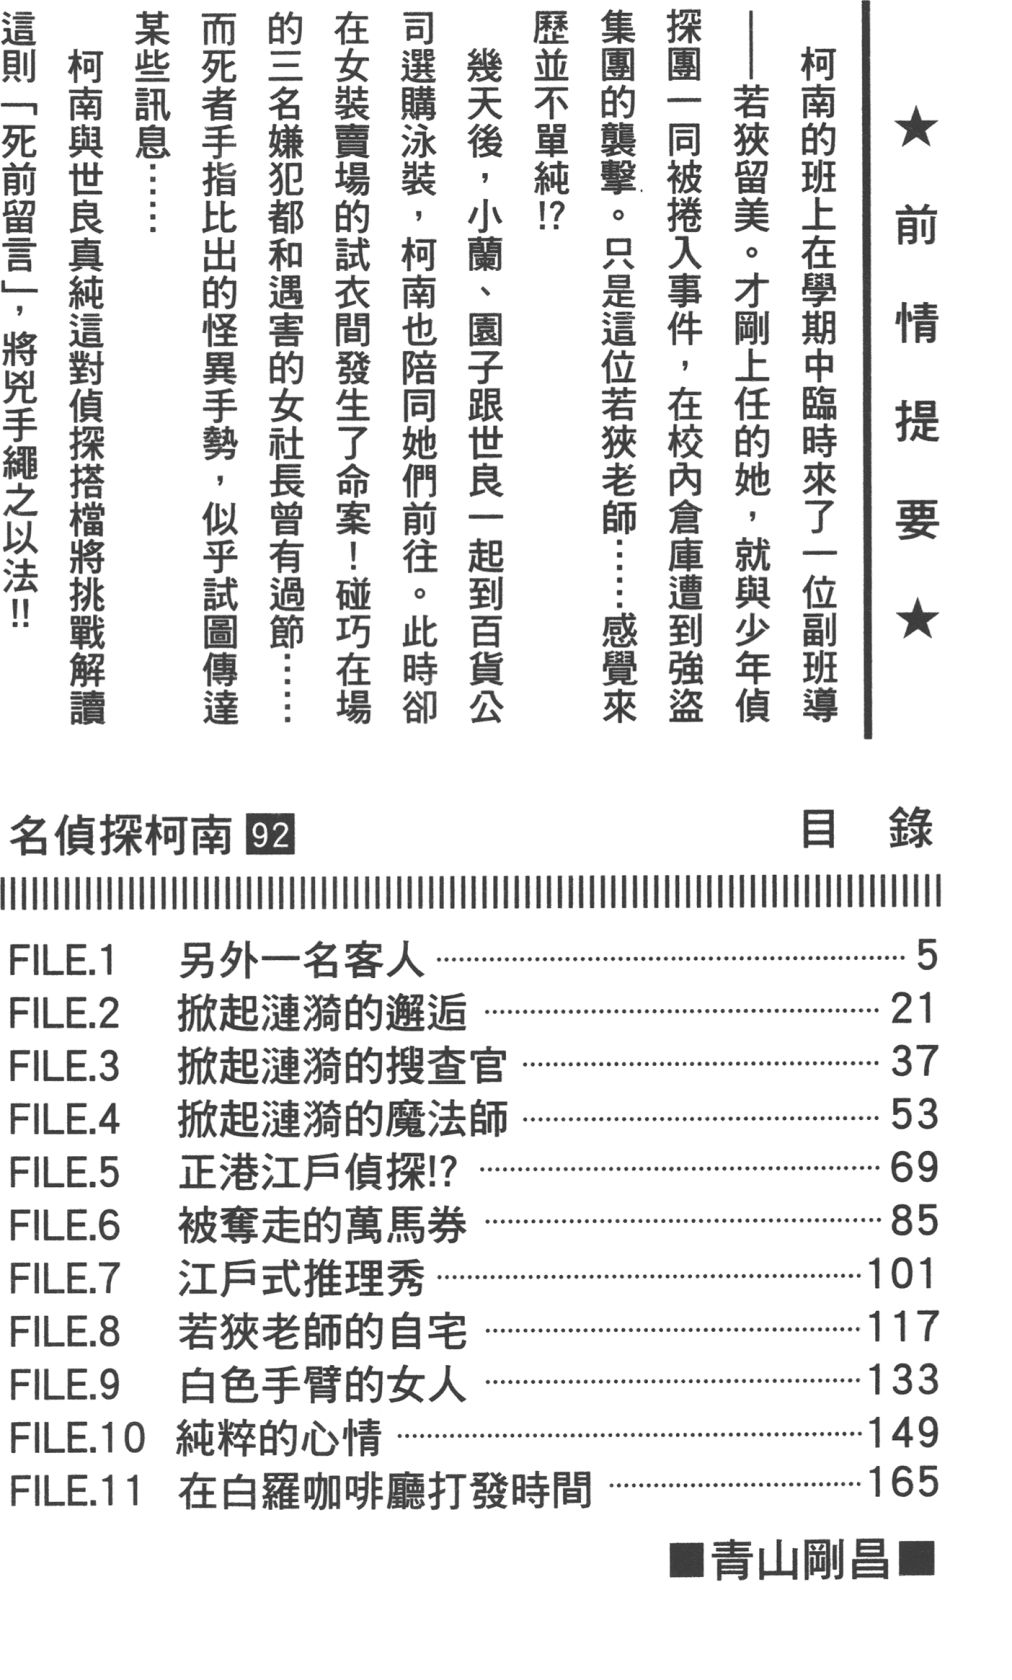 ★前情提要★
柯南的班上在學期中臨時來了一位副班導
——若狹留美。才剛上任的她，就與少年偵
探團一同被捲入事件，在校內倉庫遭到強盜
集團的襲擊。只是這位若狹老師……感覺來
歷並不單純!?
幾天後，小蘭、園子跟世良一起到百貨公
司選購泳裝，柯南也陪同她們前往。此時卻
在女裝賣場的試衣間發生了命案！碰巧在場
的三名嫌犯都和遇害的女社長曾有過節……
而死者手指比出的怪異手勢，似乎試圖傳達
某些訊息……
柯南與世良真純這對偵探搭檔將挑戰解讀
這則「死前留言」，將兇手繩之以法!!
名偵探柯南 92 目錄
FILE.1 另外一名客人 …… 5
FILE.2 掀起漣漪的邂逅 …… 21
FILE.3 掀起漣漪的搜查官 …… 37
FILE.4 掀起漣漪的魔法師 …… 53
FILE.5 正港江戶偵探!? …… 69
FILE.6 被奪走的萬馬券 …… 85
FILE.7 江戶式推理秀 …… 101
FILE.8 若狹老師的自宅 …… 117
FILE.9 白色手臂的女人 …… 133
FILE.10 純粹的心情 …… 149
FILE.11 在白羅咖啡廳打發時間 …… 165
■青山剛昌■